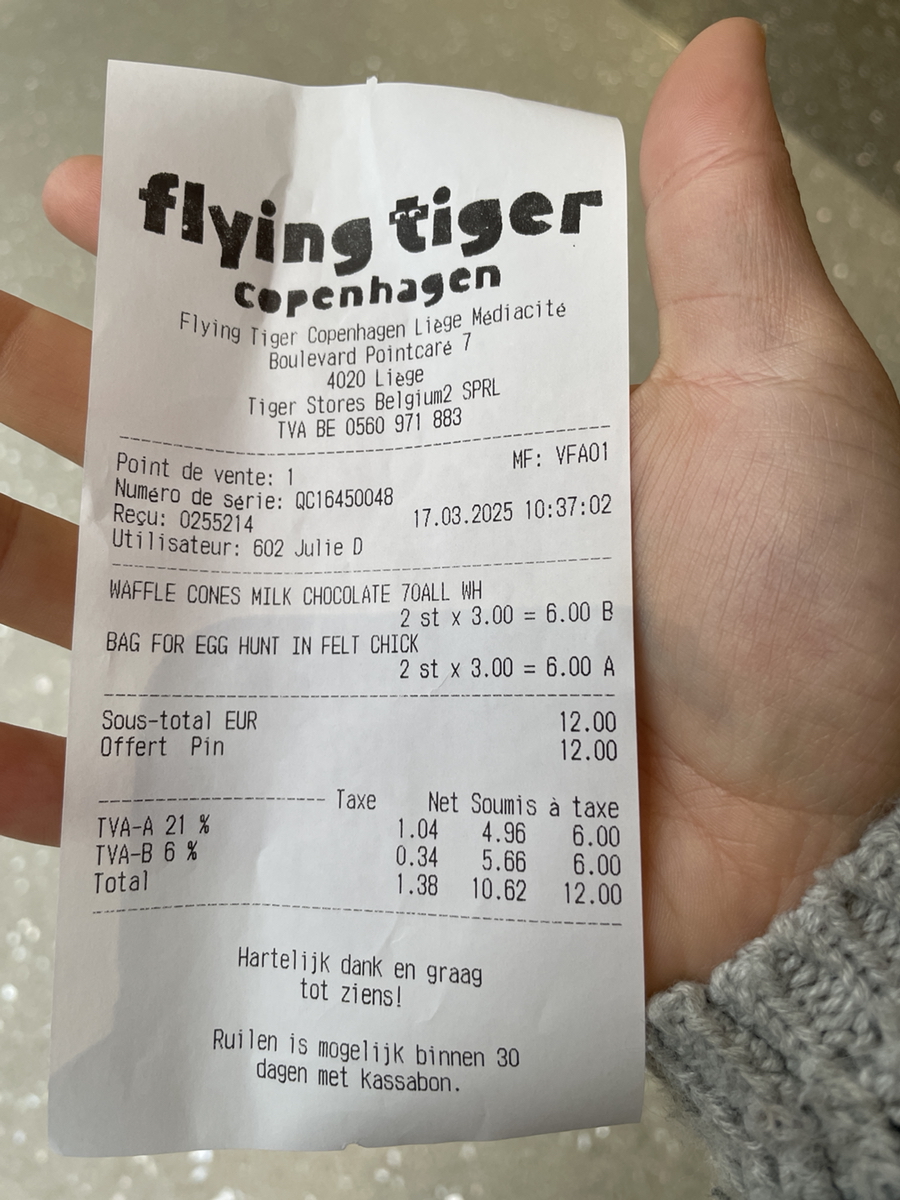 flying tiger
copenhagen
Flying Tiger Copenhagen Liège Médiacité
Boulevard Pointcaré 7
4020 Liège
Tiger Stores Belgium2 SPRL
TVA BE 0560 971 883
Point de vente: 1 MF: VFA01
Numéro de série: QC16450048
Reçu: 0255214 17.03.2025 10:37:02
Utilisateur: 602 Julie D
WAFFLE CONES MILK CHOCOLATE 70ALL WH
2 st x 3.00 = 6.00 B
BAG FOR EGG HUNT IN FELT CHICK
2 st x 3.00 = 6.00 A
Sous-total EUR 12.00
Offert Pin 12.00
Taxe Net Soumis à taxe
TVA-A 21 % 1.04 4.96 6.00
TVA-B 6 % 0.34 5.66 6.00
Total 1.38 10.62 12.00
Hartelijk dank en graag
tot ziens!
Ruilen is mogelijk binnen 30
dagen met Kassabon.